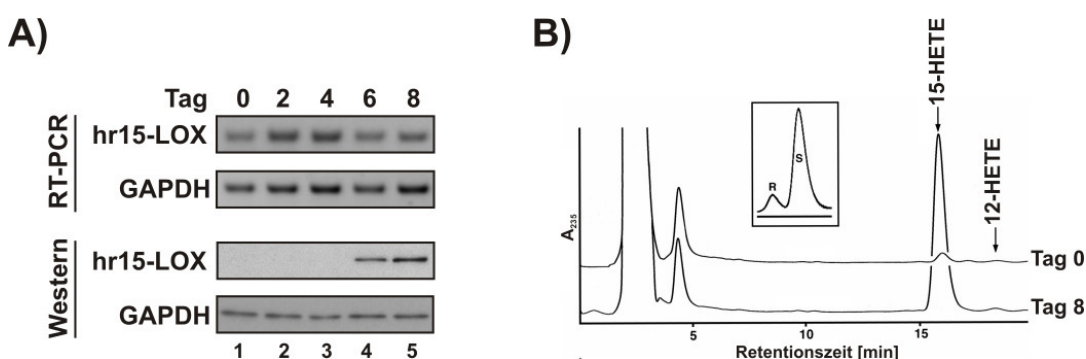 A)
Tag 0 2 4 6 8
RT-PCR
hr15-LOX
GAPDH
Western
hr15-LOX
GAPDH
1 2 3 4 5
B)
15-HETE
12-HETE
R
S
A235
Tag 0
Tag 8
5 10 15
Retentionszeit [min]